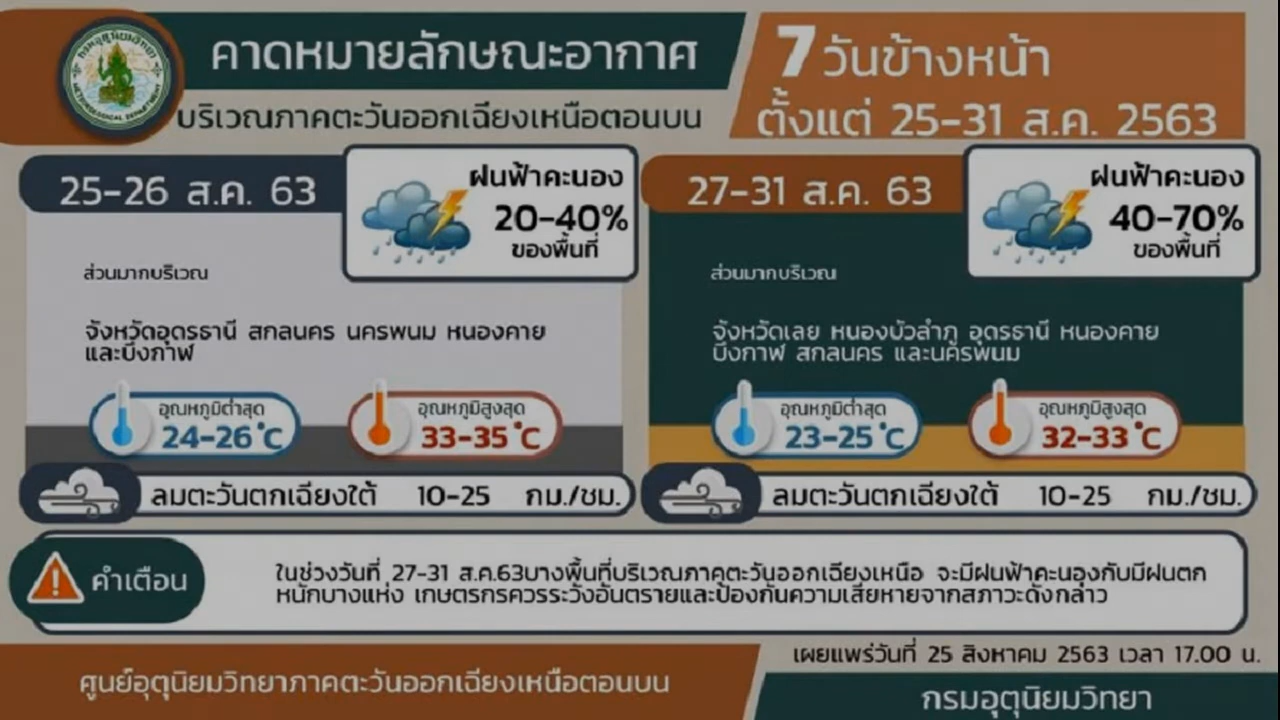 กรมอุตุนิยมวิทยา
METEOROLOGICAL DEPARTMENT
คาดหมายลักษณะอากาศ
บริเวณภาคตะวันออกเฉียงเหนือตอนบน
7 วันข้างหน้า
ตั้งแต่ 25-31 ส.ค. 2563
25-26 ส.ค. 63
ฝนฟ้าคะนอง
20-40%
ของพื้นที่
ส่วนมากบริเวณ
จังหวัดอุดรธานี สกลนคร นครพนม หนองคาย
และบึงกาฬ
อุณหภูมิต่ำสุด
24-26 °C
อุณหภูมิสูงสุด
33-35 °C
ลมตะวันตกเฉียงใต้ 10-25 กม./ชม.
27-31 ส.ค. 63
ฝนฟ้าคะนอง
40-70%
ของพื้นที่
ส่วนมากบริเวณ
จังหวัดเลย หนองบัวลำภู อุดรธานี หนองคาย
บึงกาฬ สกลนคร และนครพนม
อุณหภูมิต่ำสุด
23-25 °C
อุณหภูมิสูงสุด
32-33 °C
ลมตะวันตกเฉียงใต้ 10-25 กม./ชม.
คำเตือน
ในช่วงวันที่ 27-31 ส.ค.63บางพื้นที่บริเวณภาคตะวันออกเฉียงเหนือ จะมีฝนฟ้าคะนองกับมีฝนตก
หนักบางแห่ง เกษตรกรควรระวังอันตรายและป้องกันความเสียหายจากสภาวะดังกล่าว
เผยแพร่วันที่ 25 สิงหาคม 2563 เวลา 17.00 น.
ศูนย์อุตุนิยมวิทยาภาคตะวันออกเฉียงเหนือตอนบน
กรมอุตุนิยมวิทยา